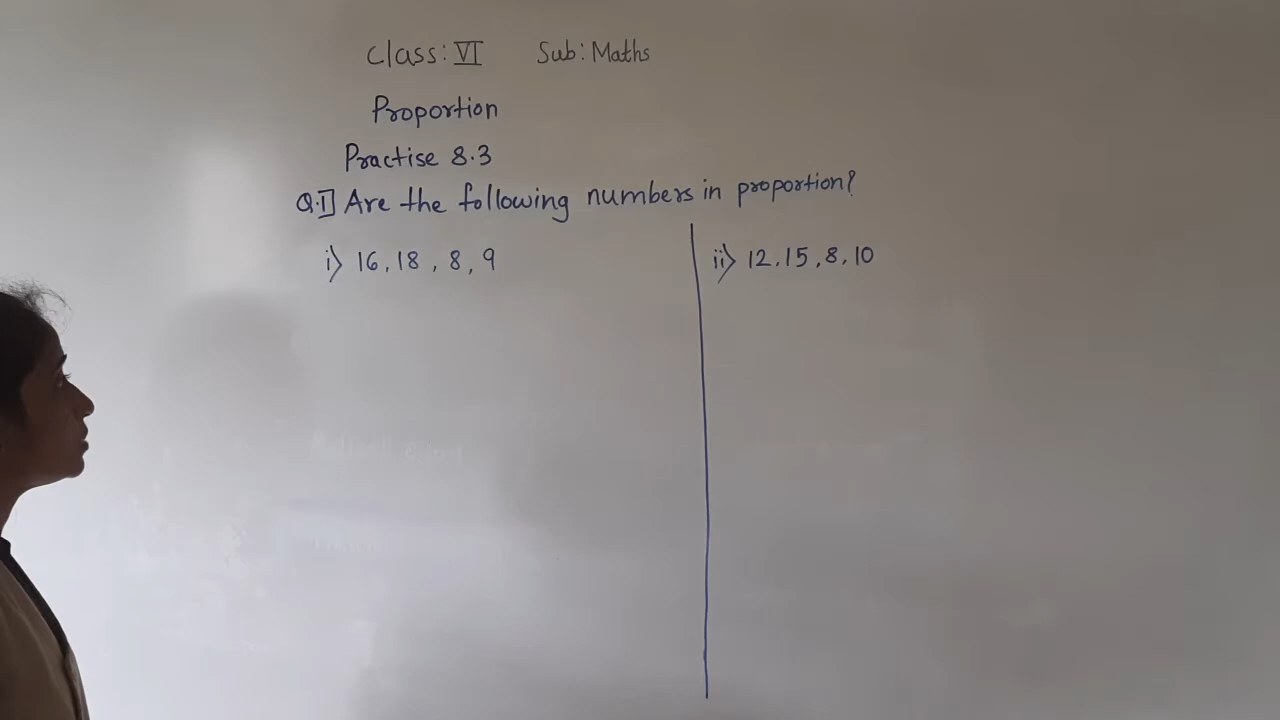 Class: VI Sub: Maths
Proportion
Practise 8.3
Q.1] Are the following numbers in proportion?
i) 16, 18, 8, 9
ii) 12, 15, 8, 10